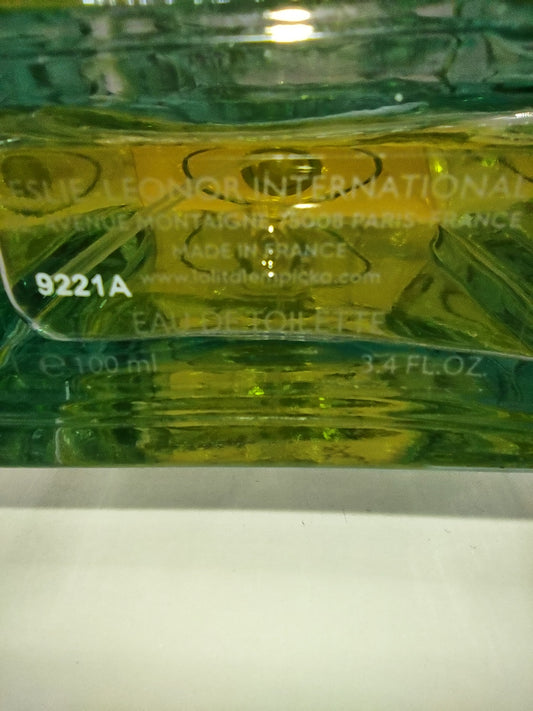 LESLIE LEONOR INTERNATIONAL
AVENUE MONTAIGNE 75008 PARIS-FRANCE
MADE IN FRANCE
www.lolitalempicka.com
9221A
EAU DE TOILETTE
e 100 ml 3.4 FL.OZ.